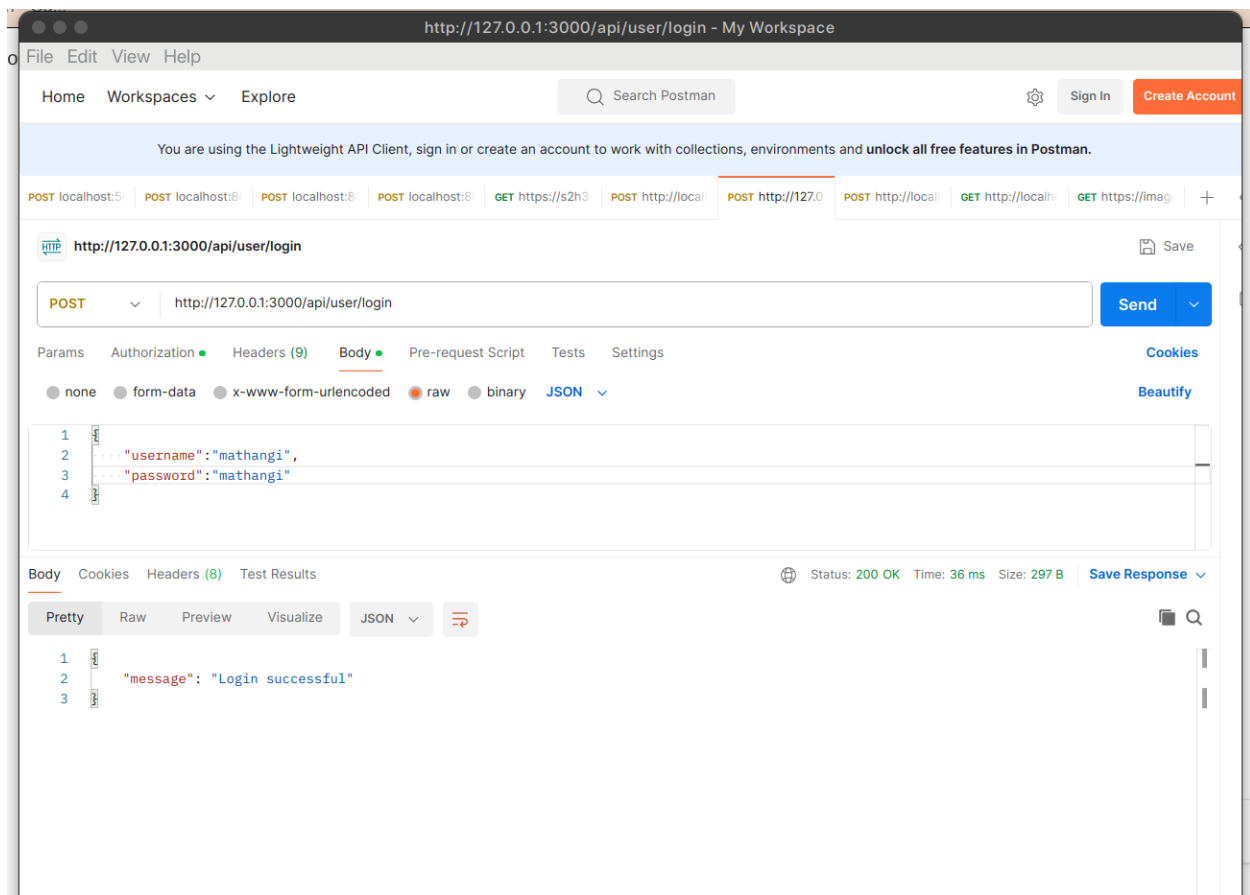 http://127.0.0.1:3000/api/user/login - My Workspace
File Edit View Help
Home Workspaces Explore Search Postman Sign In Create Account
You are using the Lightweight API Client, sign in or create an account to work with collections, environments and unlock all free features in Postman.
POST localhost:5 POST localhost:8 POST localhost:8 POST localhost:8 GET https://s2h3 POST http://local POST http://127.0 POST http://local GET http://localh GET https://imag
HTTP http://127.0.0.1:3000/api/user/login Save
POST http://127.0.0.1:3000/api/user/login Send
Params Authorization Headers (9) Body Pre-request Script Tests Settings Cookies
none form-data x-www-form-urlencoded raw binary JSON Beautify
1 {
2 "username":"mathangi",
3 "password":"mathangi"
4 }
Body Cookies Headers (8) Test Results Status: 200 OK Time: 36 ms Size: 297 B Save Response
Pretty Raw Preview Visualize JSON
1 {
2 "message": "Login successful"
3 }